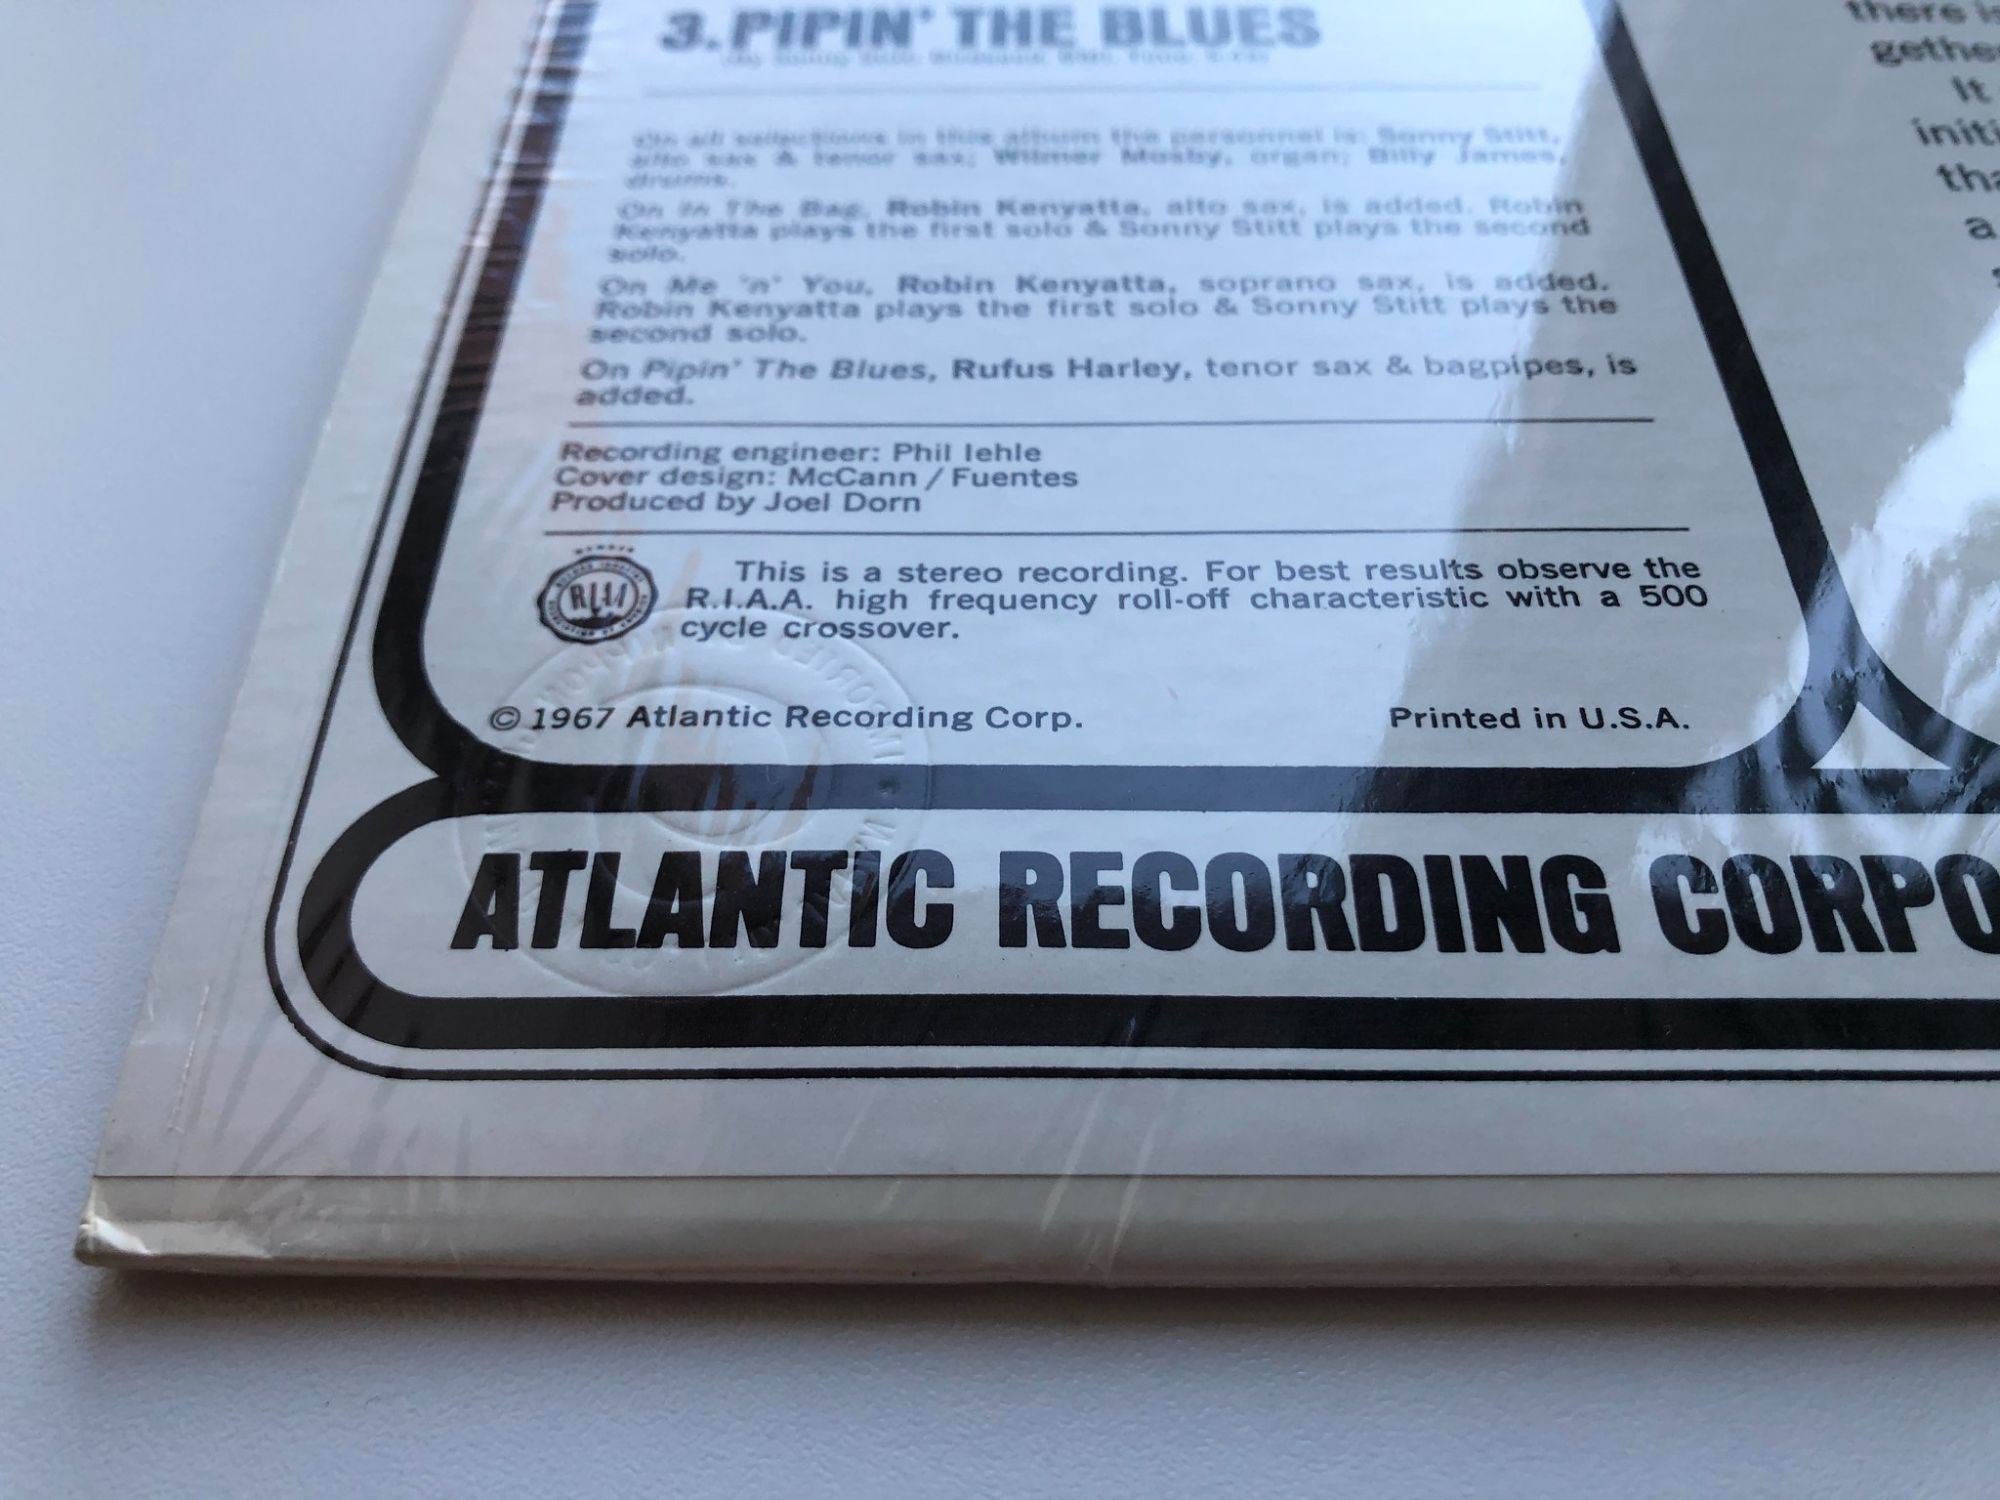 3. PIPIN' THE BLUES
On all selections in this album the personnel is: Sonny Stitt,
alto sax & tenor sax; Wilmer Mosby, organ; Billy James,
drums.
On In The Bag, Robin Kenyatta, alto sax, is added. Robin
Kenyatta plays the first solo & Sonny Stitt plays the second
solo.
On Me 'n' You, Robin Kenyatta, soprano sax, is added.
Robin Kenyatta plays the first solo & Sonny Stitt plays the
second solo.
On Pipin' The Blues, Rufus Harley, tenor sax & bagpipes, is
added.
Recording engineer: Phil Iehle
Cover design: McCann / Fuentes
Produced by Joel Dorn
RIAA
This is a stereo recording. For best results observe the
R.I.A.A. high frequency roll-off characteristic with a 500
cycle crossover.
© 1967 Atlantic Recording Corp. Printed in U.S.A.
ATLANTIC RECORDING CORPO
there is
gethe
It
initi
tha
a